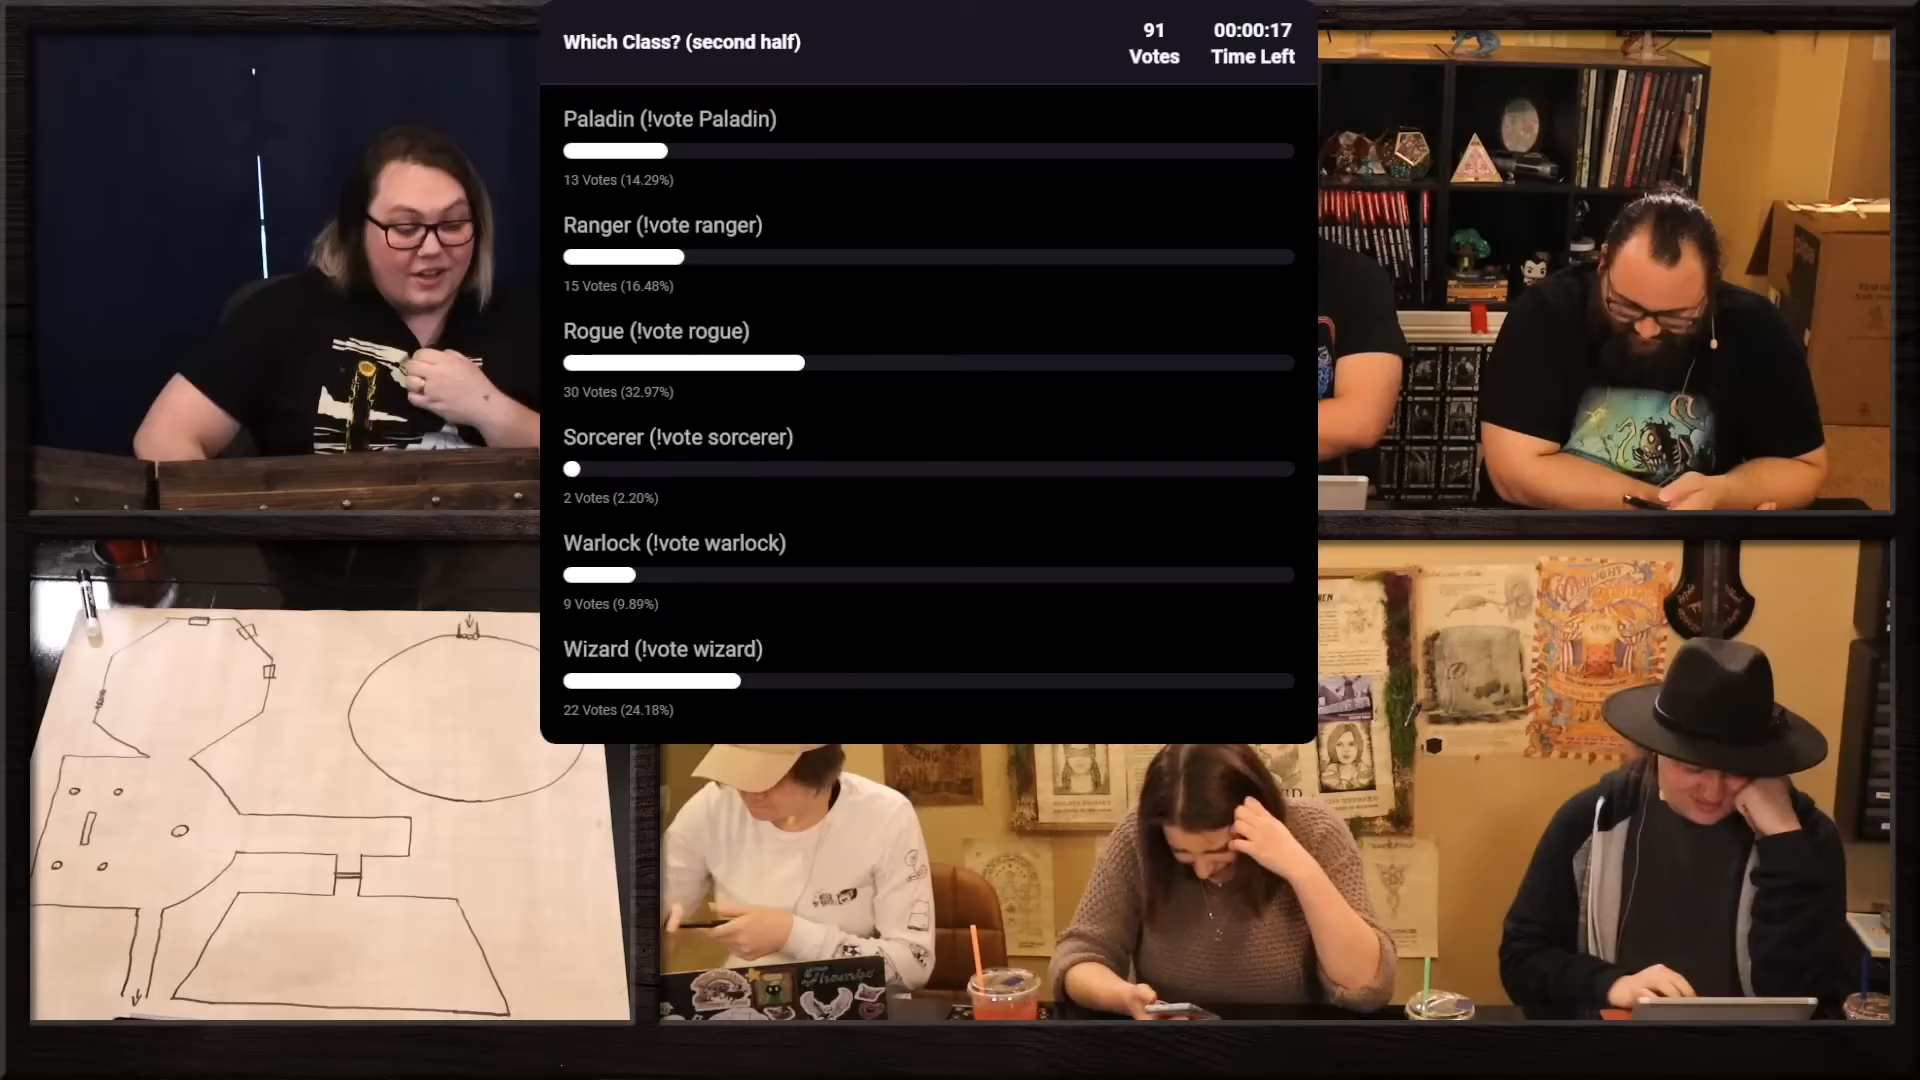 Which Class? (second half)
91
Votes
00:00:17
Time Left
Paladin (!vote Paladin)
13 Votes (14.29%)
Ranger (!vote ranger)
15 Votes (16.48%)
Rogue (!vote rogue)
30 Votes (32.97%)
Sorcerer (!vote sorcerer)
2 Votes (2.20%)
Warlock (!vote warlock)
9 Votes (9.89%)
Wizard (!vote wizard)
22 Votes (24.18%)